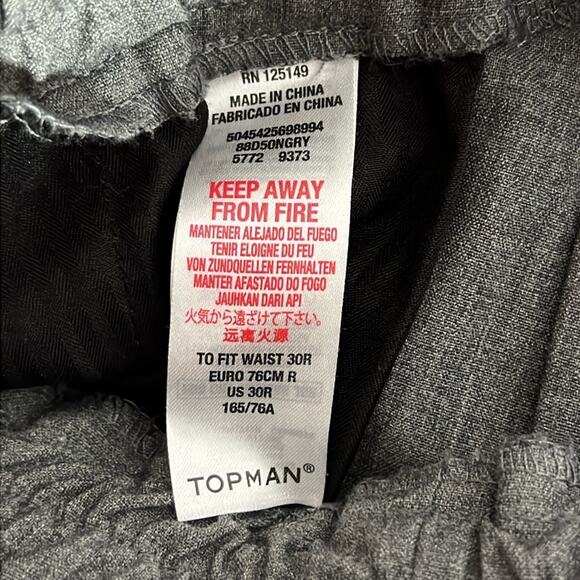 RN 125149
MADE IN CHINA
FABRICADO EN CHINA
5045425698994
88D50NGRY
5772 9373
KEEP AWAY
FROM FIRE
MANTENER ALEJADO DEL FUEGO
TENIR ELOIGNE DU FEU
VON ZUNDQUELLEN FERNHALTEN
MANTER AFASTADO DO FOGO
JAUHKAN DARI API
火気から遠ざけて下さい。
远离火源
TO FIT WAIST 30R
EURO 76CM R
US 30R
165/76A
TOPMAN®